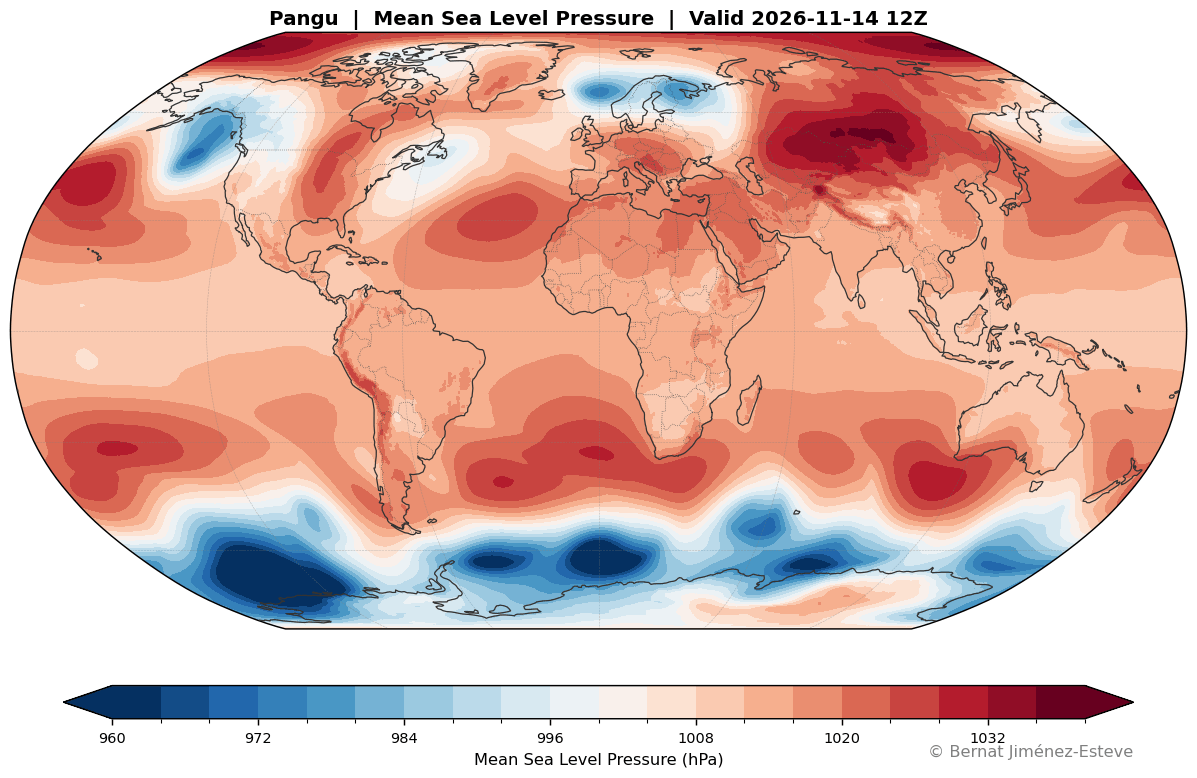 Pangu | Mean Sea Level Pressure | Valid 2026-11-14 12Z
960 972 984 996 1008 1020 1032
Mean Sea Level Pressure (hPa)
© Bernat Jiménez-Esteve